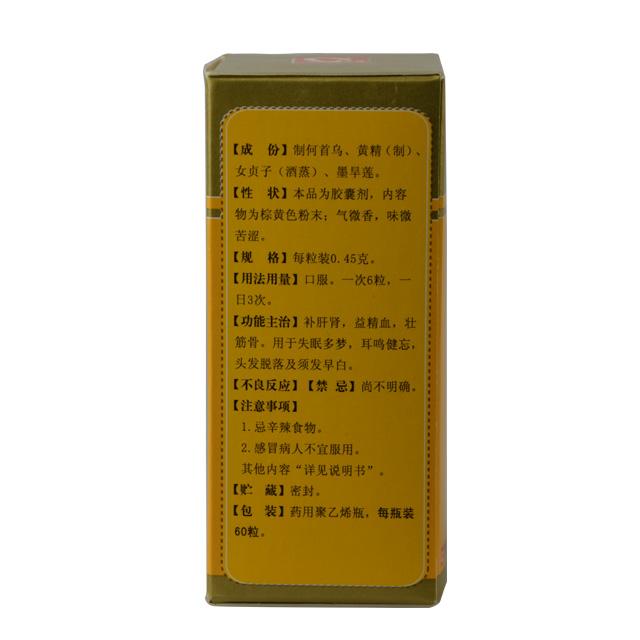 【成 份】制何首乌、黄精（制）、
女贞子（酒蒸）、墨旱莲。
【性 状】本品为胶囊剂，内容
物为棕黄色粉末；气微香，味微
苦涩。
【规 格】每粒装0.45克。
【用法用量】口服。一次6粒，一
日3次。
【功能主治】补肝肾，益精血，壮
筋骨。用于失眠多梦，耳鸣健忘，
头发脱落及须发早白。
【不良反应】【禁 忌】尚不明确。
【注意事项】
1.忌辛辣食物。
2.感冒病人不宜服用。
其他内容“详见说明书”。
【贮 藏】密封。
【包 装】药用聚乙烯瓶，每瓶装
60粒。